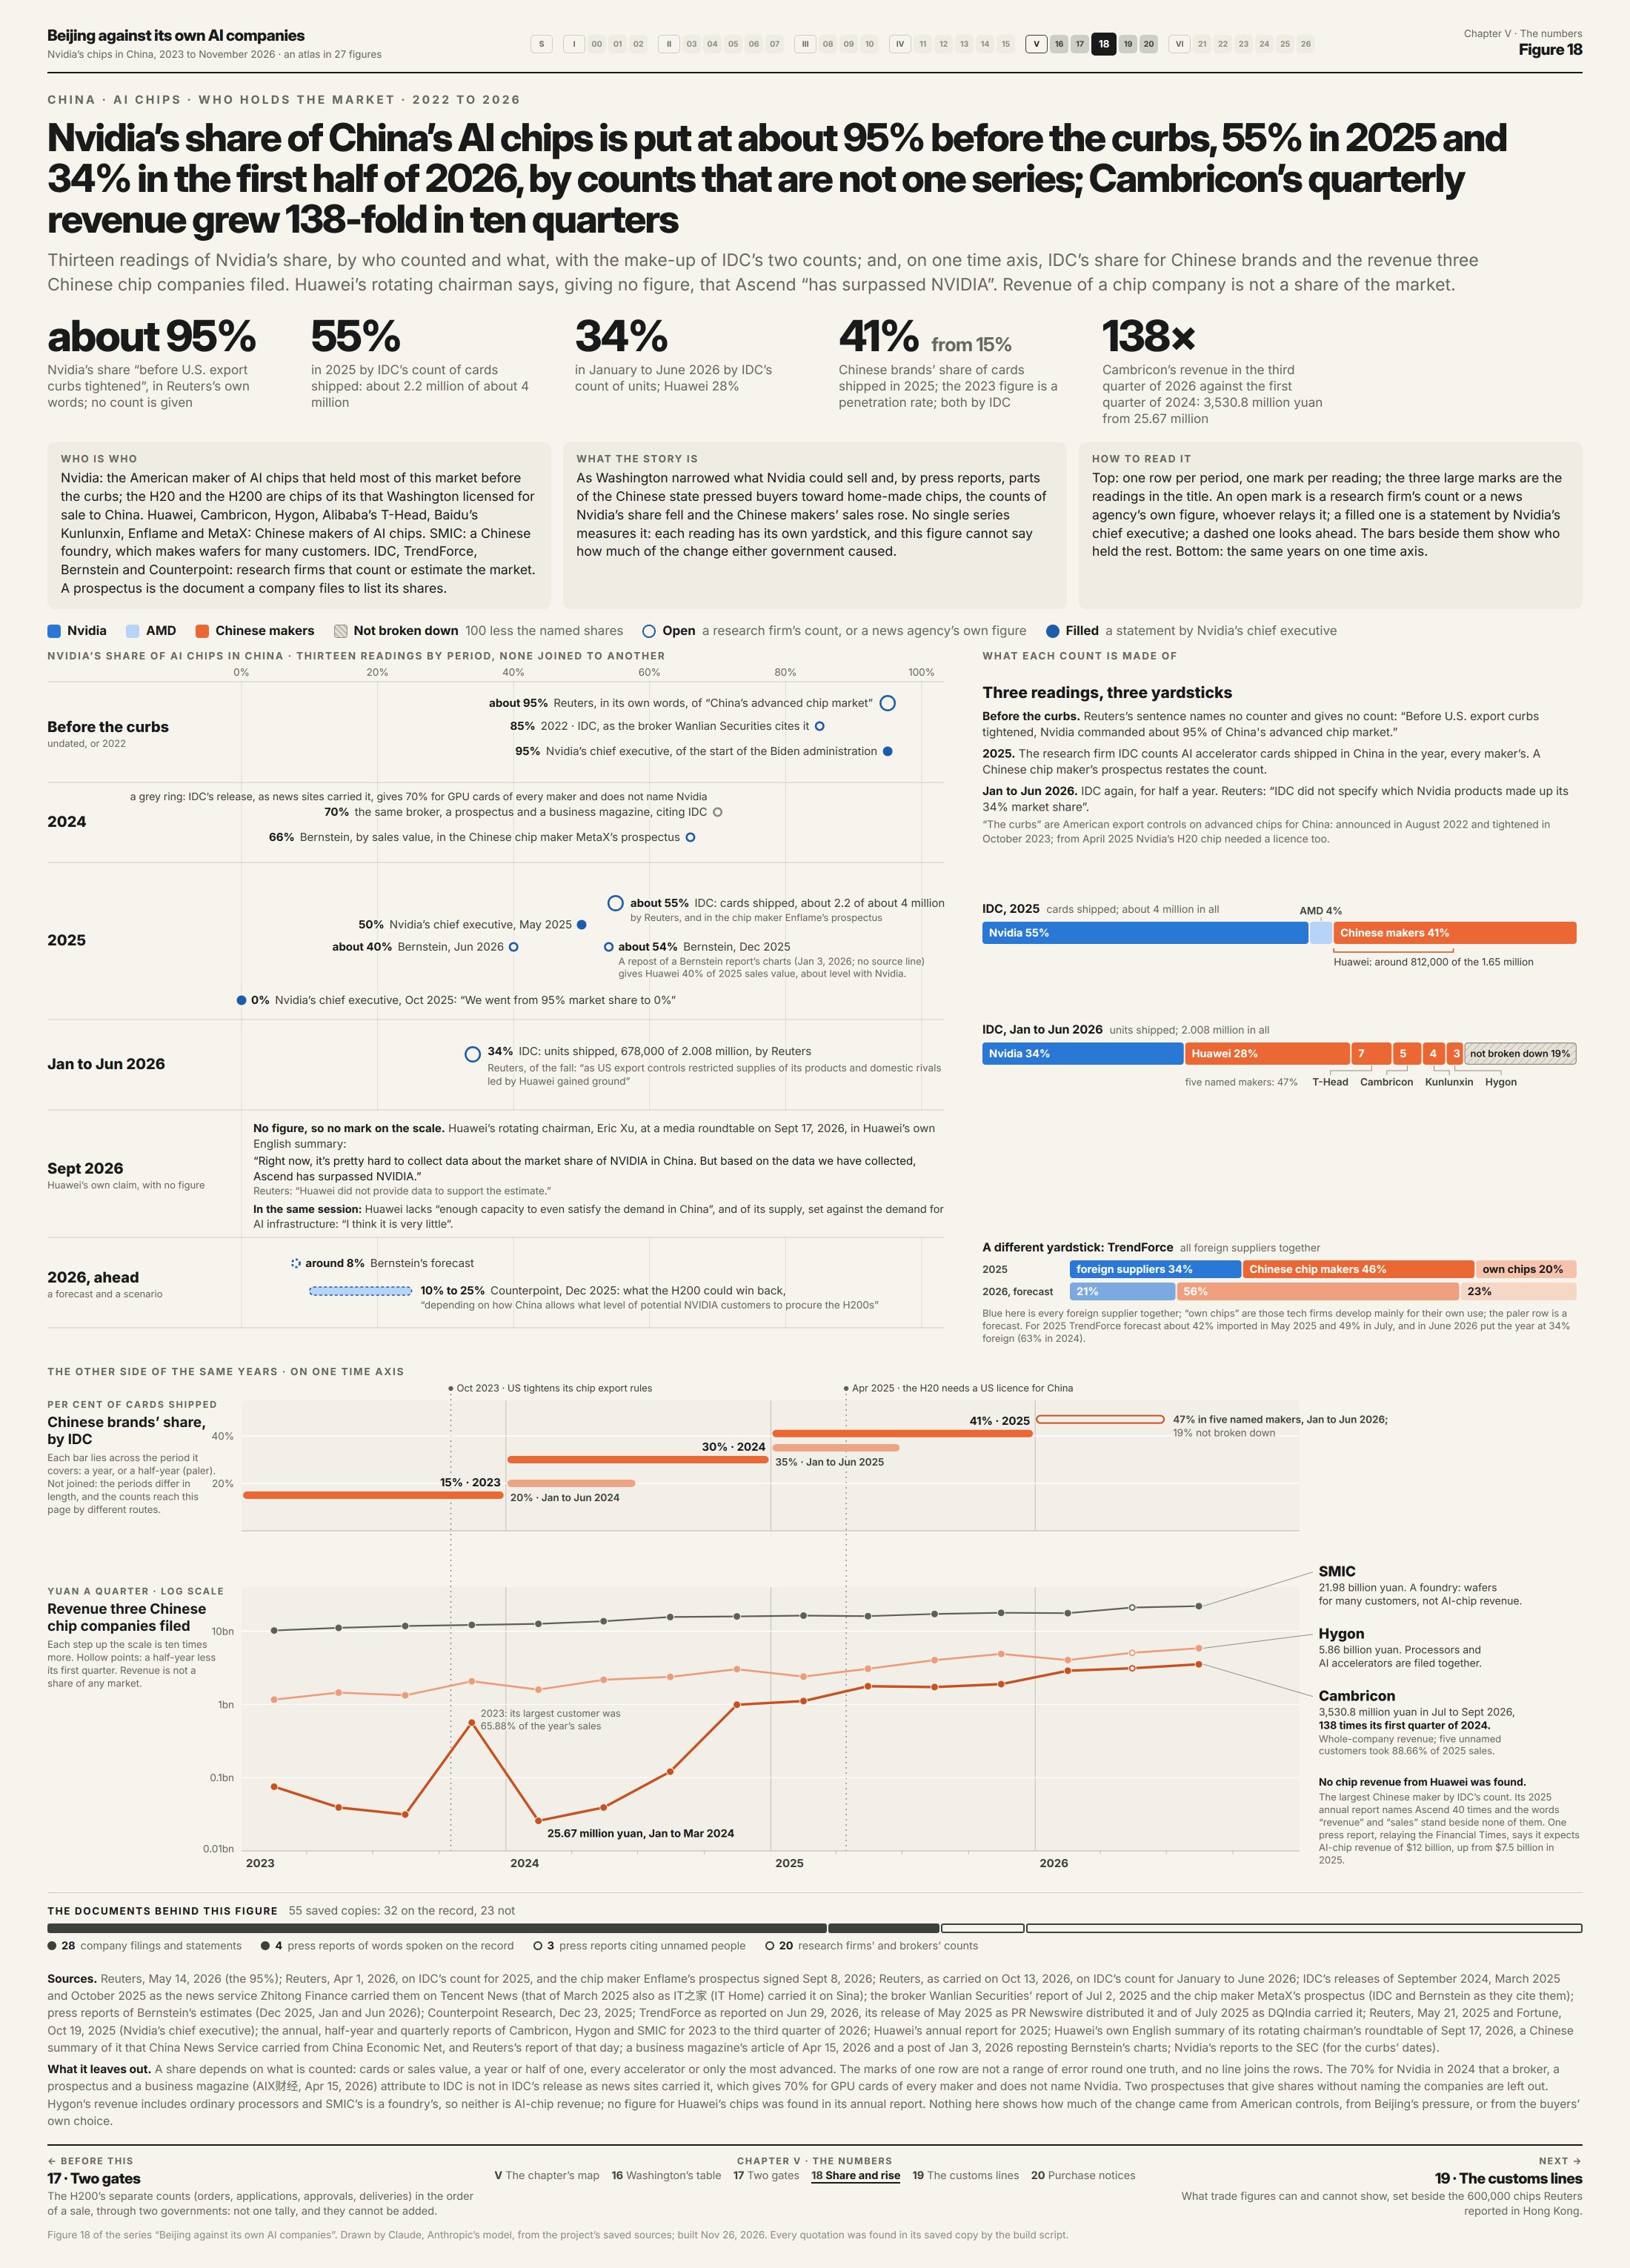 Beijing against its own AI companies
Nvidia’s chips in China, 2023 to November 2026 · an atlas in 27 figures
S I 00 01 02 II 03 04 05 06 07 III 08 09 10 IV 11 12 13 14 15 V 16 17 18 19 20 VI 21 22 23 24 25 26
Chapter V · The numbers
Figure 18
CHINA · AI CHIPS · WHO HOLDS THE MARKET · 2022 TO 2026
Nvidia’s share of China’s AI chips is put at about 95% before the curbs, 55% in 2025 and
34% in the first half of 2026, by counts that are not one series; Cambricon’s quarterly
revenue grew 138-fold in ten quarters
Thirteen readings of Nvidia’s share, by who counted and what, with the make-up of IDC’s two counts; and, on one time axis, IDC’s share for Chinese brands and the revenue three
Chinese chip companies filed. Huawei’s rotating chairman says, giving no figure, that Ascend “has surpassed NVIDIA”. Revenue of a chip company is not a share of the market.
about 95%
Nvidia’s share “before U.S. export
curbs tightened”, in Reuters’s own
words; no count is given
55%
in 2025 by IDC’s count of cards
shipped: about 2.2 million of about 4
million
34%
in January to June 2026 by IDC’s
count of units; Huawei 28%
41% from 15%
Chinese brands’ share of cards
shipped in 2025; the 2023 figure is a
penetration rate; both by IDC
138×
Cambricon’s revenue in the third
quarter of 2026 against the first
quarter of 2024: 3,530.8 million yuan
from 25.67 million
WHO IS WHO
Nvidia: the American maker of AI chips that held most of this market before
the curbs; the H20 and the H200 are chips of its that Washington licensed for
sale to China. Huawei, Cambricon, Hygon, Alibaba’s T-Head, Baidu’s
Kunlunxin, Enflame and MetaX: Chinese makers of AI chips. SMIC: a Chinese
foundry, which makes wafers for many customers. IDC, TrendForce,
Bernstein and Counterpoint: research firms that count or estimate the market.
A prospectus is the document a company files to list its shares.
WHAT THE STORY IS
As Washington narrowed what Nvidia could sell and, by press reports, parts
of the Chinese state pressed buyers toward home-made chips, the counts of
Nvidia’s share fell and the Chinese makers’ sales rose. No single series
measures it: each reading has its own yardstick, and this figure cannot say
how much of the change either government caused.
HOW TO READ IT
Top: one row per period, one mark per reading; the three large marks are the
readings in the title. An open mark is a research firm’s count or a news
agency’s own figure, whoever relays it; a filled one is a statement by Nvidia’s
chief executive; a dashed one looks ahead. The bars beside them show who
held the rest. Bottom: the same years on one time axis.
Nvidia AMD Chinese makers Not broken down 100 less the named shares Open a research firm’s count, or a news agency’s own figure Filled a statement by Nvidia’s chief executive
NVIDIA’S SHARE OF AI CHIPS IN CHINA · THIRTEEN READINGS BY PERIOD, NONE JOINED TO ANOTHER
0% 20% 40% 60% 80% 100%
Before the curbs
undated, or 2022
about 95% Reuters, in its own words, of “China’s advanced chip market”
85% 2022 · IDC, as the broker Wanlian Securities cites it
95% Nvidia’s chief executive, of the start of the Biden administration
2024
a grey ring: IDC’s release, as news sites carried it, gives 70% for GPU cards of every maker and does not name Nvidia
70% the same broker, a prospectus and a business magazine, citing IDC
66% Bernstein, by sales value, in the Chinese chip maker MetaX’s prospectus
2025
about 55% IDC: cards shipped, about 2.2 of about 4 million
by Reuters, and in the chip maker Enflame’s prospectus
50% Nvidia’s chief executive, May 2025
about 40% Bernstein, Jun 2026
about 54% Bernstein, Dec 2025
A repost of a Bernstein report’s charts (Jan 3, 2026; no source line)
gives Huawei 40% of 2025 sales value, about level with Nvidia.
0% Nvidia’s chief executive, Oct 2025: “We went from 95% market share to 0%”
Jan to Jun 2026
34% IDC: units shipped, 678,000 of 2.008 million, by Reuters
Reuters, of the fall: “as US export controls restricted supplies of its products and domestic rivals
led by Huawei gained ground”
Sept 2026
Huawei’s own claim, with no figure
No figure, so no mark on the scale. Huawei’s rotating chairman, Eric Xu, at a media roundtable on Sept 17, 2026, in Huawei’s own
English summary:
“Right now, it’s pretty hard to collect data about the market share of NVIDIA in China. But based on the data we have collected,
Ascend has surpassed NVIDIA.”
Reuters: “Huawei did not provide data to support the estimate.”
In the same session: Huawei lacks “enough capacity to even satisfy the demand in China”, and of its supply, set against the demand for
AI infrastructure: “I think it is very little”.
2026, ahead
a forecast and a scenario
around 8% Bernstein’s forecast
10% to 25% Counterpoint, Dec 2025: what the H200 could win back,
“depending on how China allows what level of potential NVIDIA customers to procure the H200s”
WHAT EACH COUNT IS MADE OF
Three readings, three yardsticks
Before the curbs. Reuters’s sentence names no counter and gives no count: “Before U.S. export curbs
tightened, Nvidia commanded about 95% of China's advanced chip market.”
2025. The research firm IDC counts AI accelerator cards shipped in China in the year, every maker’s. A
Chinese chip maker’s prospectus restates the count.
Jan to Jun 2026. IDC again, for half a year. Reuters: “IDC did not specify which Nvidia products made up its
34% market share”.
“The curbs” are American export controls on advanced chips for China: announced in August 2022 and tightened in
October 2023; from April 2025 Nvidia’s H20 chip needed a licence too.
IDC, 2025 cards shipped; about 4 million in all
AMD 4%
Nvidia 55% Chinese makers 41%
Huawei: around 812,000 of the 1.65 million
IDC, Jan to Jun 2026 units shipped; 2.008 million in all
Nvidia 34% Huawei 28% 7 5 4 3 not broken down 19%
five named makers: 47% T-Head Cambricon Kunlunxin Hygon
A different yardstick: TrendForce all foreign suppliers together
2025 foreign suppliers 34% Chinese chip makers 46% own chips 20%
2026, forecast 21% 56% 23%
Blue here is every foreign supplier together; “own chips” are those tech firms develop mainly for their own use; the paler row is a
forecast. For 2025 TrendForce forecast about 42% imported in May 2025 and 49% in July, and in June 2026 put the year at 34%
foreign (63% in 2024).
THE OTHER SIDE OF THE SAME YEARS · ON ONE TIME AXIS
Oct 2023 · US tightens its chip export rules
Apr 2025 · the H20 needs a US licence for China
PER CENT OF CARDS SHIPPED
Chinese brands’ share,
by IDC
Each bar lies across the period it
covers: a year, or a half-year (paler).
Not joined: the periods differ in
length, and the counts reach this
page by different routes.
40%
20%
15% · 2023
20% · Jan to Jun 2024
30% · 2024
35% · Jan to Jun 2025
41% · 2025
47% in five named makers, Jan to Jun 2026;
19% not broken down
YUAN A QUARTER · LOG SCALE
Revenue three Chinese
chip companies filed
Each step up the scale is ten times
more. Hollow points: a half-year less
its first quarter. Revenue is not a
share of any market.
10bn
1bn
0.1bn
0.01bn
2023: its largest customer was
65.88% of the year’s sales
25.67 million yuan, Jan to Mar 2024
2023 2024 2025 2026
SMIC
21.98 billion yuan. A foundry: wafers
for many customers, not AI-chip revenue.
Hygon
5.86 billion yuan. Processors and
AI accelerators are filed together.
Cambricon
3,530.8 million yuan in Jul to Sept 2026,
138 times its first quarter of 2024.
Whole-company revenue; five unnamed
customers took 88.66% of 2025 sales.
No chip revenue from Huawei was found.
The largest Chinese maker by IDC’s count. Its 2025
annual report names Ascend 40 times and the words
“revenue” and “sales” stand beside none of them. One
press report, relaying the Financial Times, says it expects
AI-chip revenue of $12 billion, up from $7.5 billion in
2025.
THE DOCUMENTS BEHIND THIS FIGURE 55 saved copies: 32 on the record, 23 not
28 company filings and statements 4 press reports of words spoken on the record 3 press reports citing unnamed people 20 research firms’ and brokers’ counts
Sources. Reuters, May 14, 2026 (the 95%); Reuters, Apr 1, 2026, on IDC’s count for 2025, and the chip maker Enflame’s prospectus signed Sept 8, 2026; Reuters, as carried on Oct 13, 2026, on IDC’s count for January to June 2026; IDC’s releases of September 2024, March 2025
and October 2025 as the news service Zhitong Finance carried them on Tencent News (that of March 2025 also as IT之家 (IT Home) carried it on Sina); the broker Wanlian Securities’ report of Jul 2, 2025 and the chip maker MetaX’s prospectus (IDC and Bernstein as they cite them);
press reports of Bernstein’s estimates (Dec 2025, Jan and Jun 2026); Counterpoint Research, Dec 23, 2025; TrendForce as reported on Jun 29, 2026, its release of May 2025 as PR Newswire distributed it and of July 2025 as DQIndia carried it; Reuters, May 21, 2025 and Fortune,
Oct 19, 2025 (Nvidia’s chief executive); the annual, half-year and quarterly reports of Cambricon, Hygon and SMIC for 2023 to the third quarter of 2026; Huawei’s annual report for 2025; Huawei’s own English summary of its rotating chairman’s roundtable of Sept 17, 2026, a Chinese
summary of it that China News Service carried from China Economic Net, and Reuters’s report of that day; a business magazine’s article of Apr 15, 2026 and a post of Jan 3, 2026 reposting Bernstein’s charts; Nvidia’s reports to the SEC (for the curbs’ dates).
What it leaves out. A share depends on what is counted: cards or sales value, a year or half of one, every accelerator or only the most advanced. The marks of one row are not a range of error round one truth, and no line joins the rows. The 70% for Nvidia in 2024 that a broker, a
prospectus and a business magazine (AIX财经, Apr 15, 2026) attribute to IDC is not in IDC’s release as news sites carried it, which gives 70% for GPU cards of every maker and does not name Nvidia. Two prospectuses that give shares without naming the companies are left out.
Hygon’s revenue includes ordinary processors and SMIC’s is a foundry’s, so neither is AI-chip revenue; no figure for Huawei’s chips was found in its annual report. Nothing here shows how much of the change came from American controls, from Beijing’s pressure, or from the buyers’
own choice.
← BEFORE THIS
17 · Two gates
The H200’s separate counts (orders, applications, approvals, deliveries) in the order
of a sale, through two governments: not one tally, and they cannot be added.
CHAPTER V · THE NUMBERS
V The chapter’s map 16 Washington’s table 17 Two gates 18 Share and rise 19 The customs lines 20 Purchase notices
NEXT →
19 · The customs lines
What trade figures can and cannot show, set beside the 600,000 chips Reuters
reported in Hong Kong.
Figure 18 of the series “Beijing against its own AI companies”. Drawn by Claude, Anthropic’s model, from the project’s saved sources; built Nov 26, 2026. Every quotation was found in its saved copy by the build script.